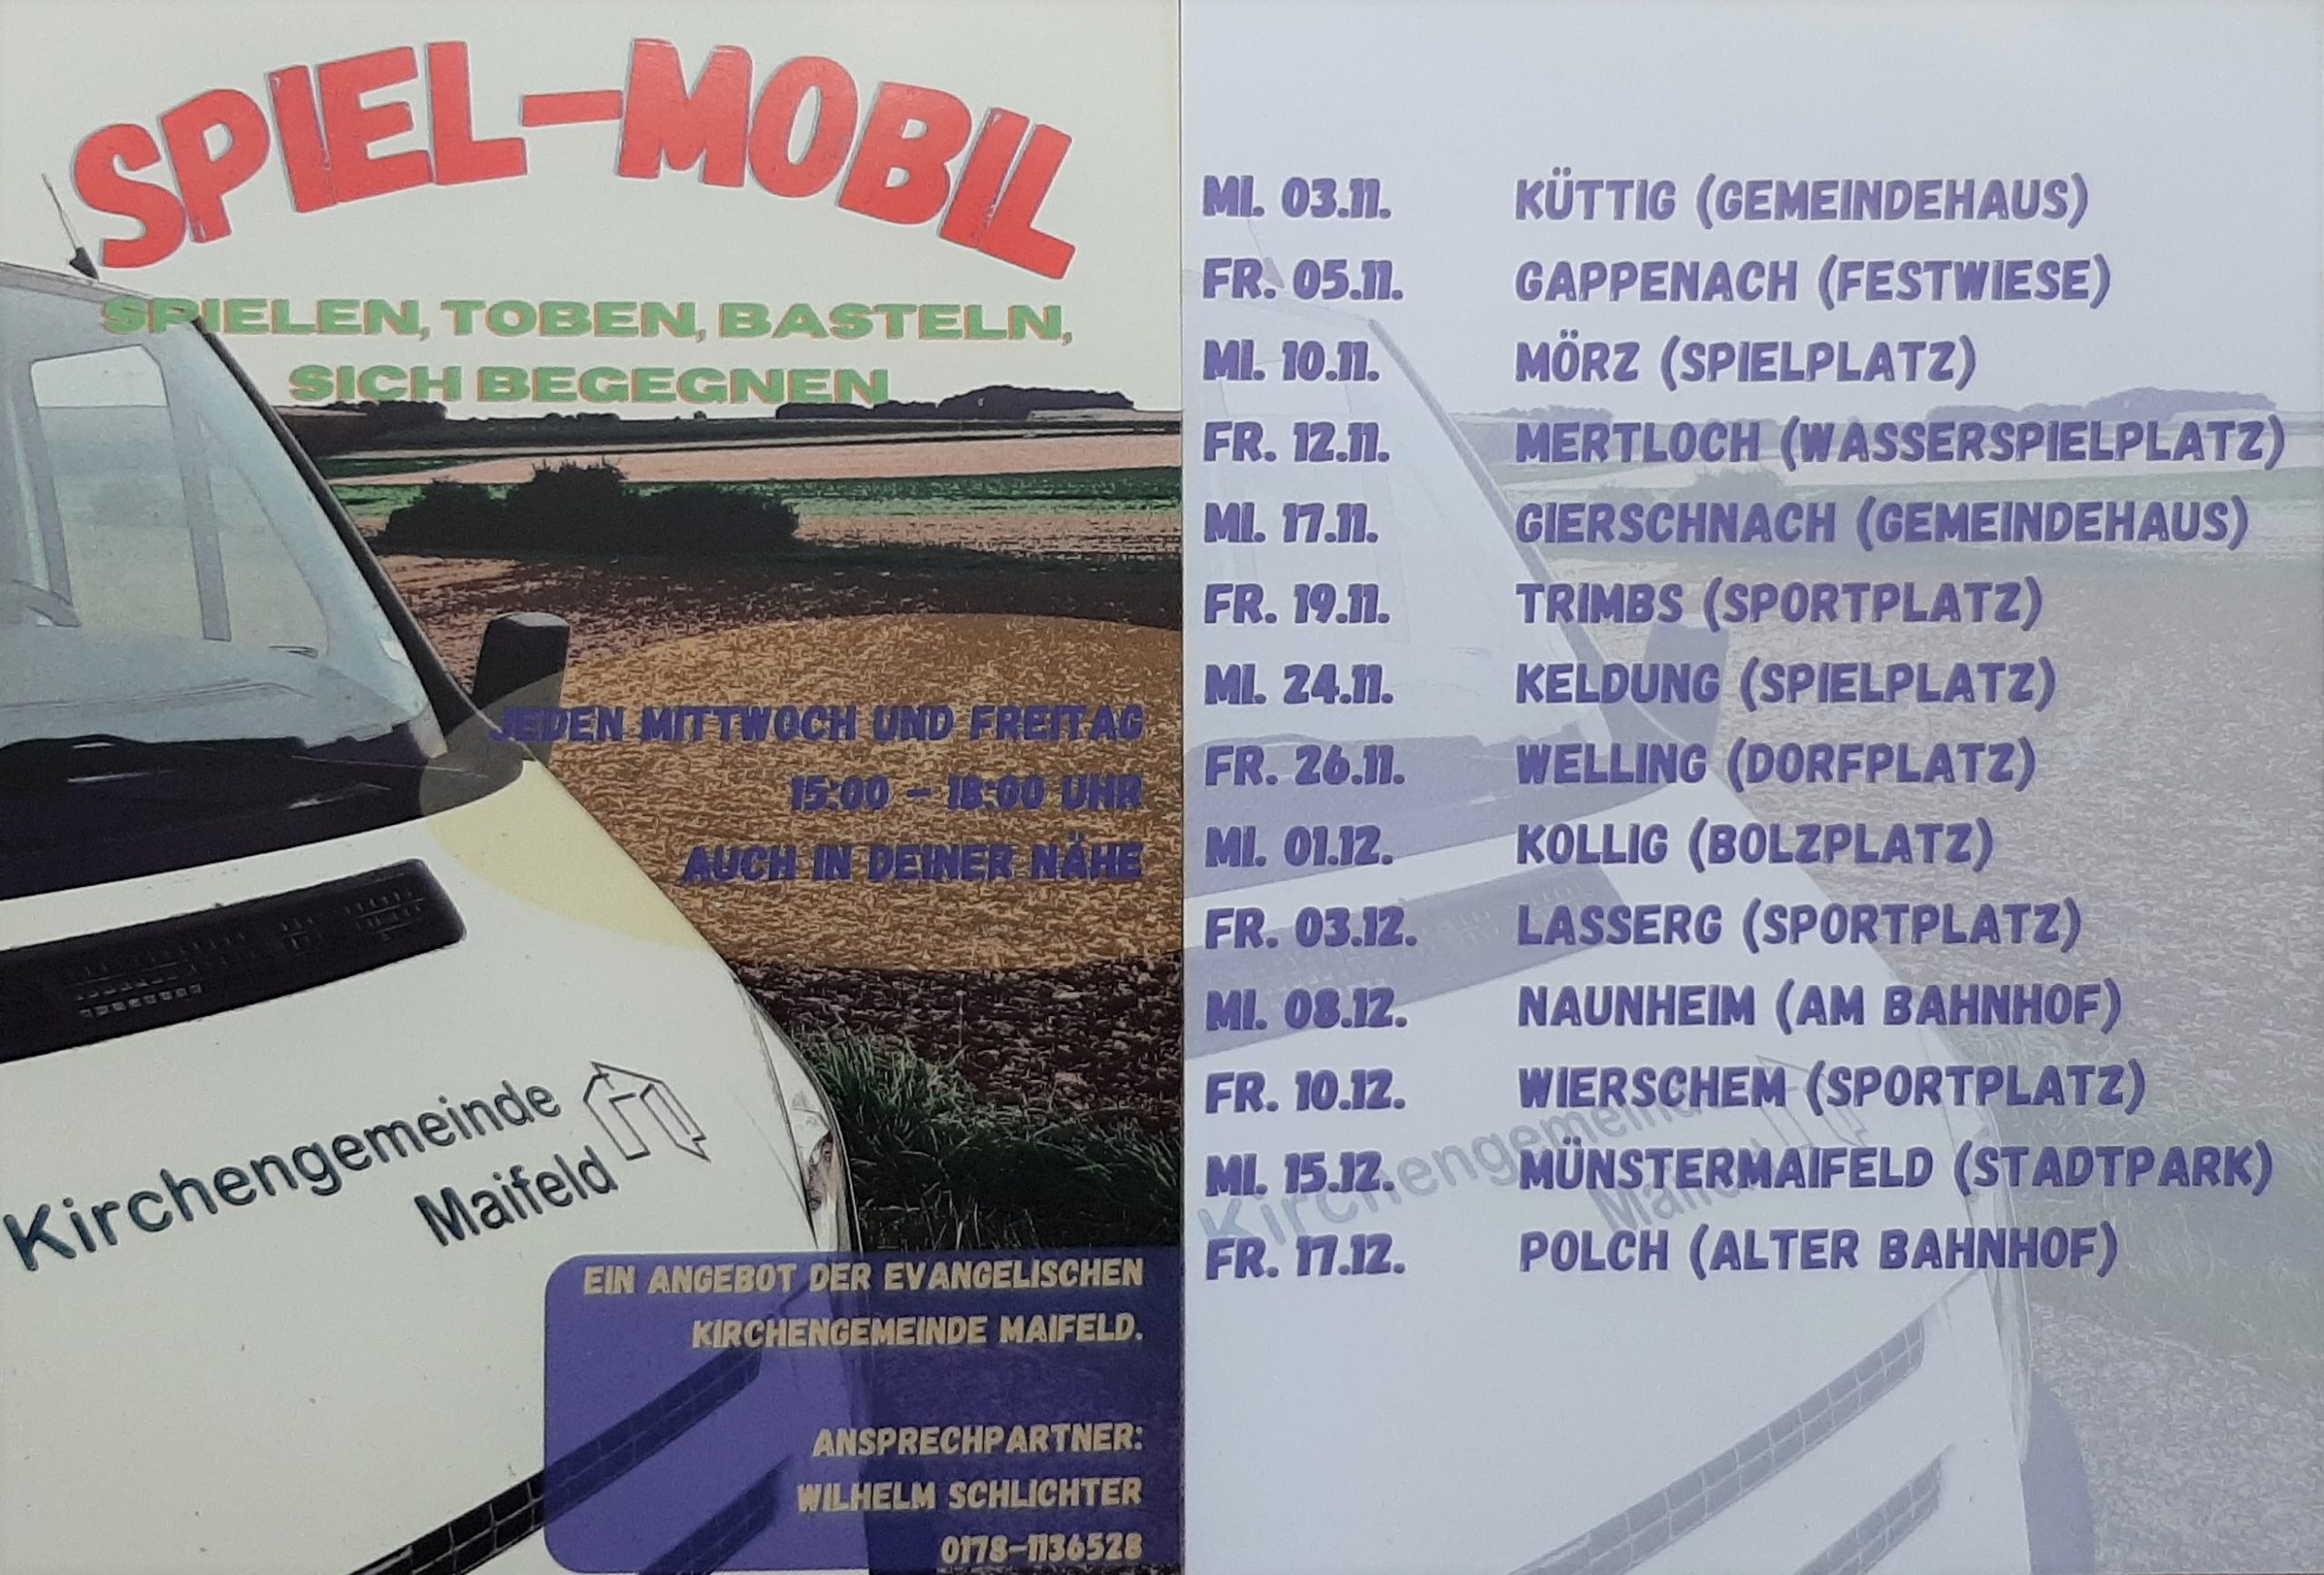 SPIEL-MOBIL
SPIELEN, TOBEN, BASTELN,
SICH BEGEGNEN
JEDEN MITTWOCH UND FREITAG
15:00 - 18:00 UHR
AUCH IN DEINER NÄHE
Kirchengemeinde
Maifeld
EIN ANGEBOT DER EVANGELISCHEN
KIRCHENGEMEINDE MAIFELD.
ANSPRECHPARTNER:
WILHELM SCHLICHTER
0178-1136528
MI. 03.11. KÜTTIG (GEMEINDEHAUS)
FR. 05.11. GAPPENACH (FESTWIESE)
MI. 10.11. MÖRZ (SPIELPLATZ)
FR. 12.11. MERTLOCH (WASSERSPIELPLATZ)
MI. 17.11. GIERSCHNACH (GEMEINDEHAUS)
FR. 19.11. TRIMBS (SPORTPLATZ)
MI. 24.11. KELDUNG (SPIELPLATZ)
FR. 26.11. WELLING (DORFPLATZ)
MI. 01.12. KOLLIG (BOLZPLATZ)
FR. 03.12. LASSERG (SPORTPLATZ)
MI. 08.12. NAUNHEIM (AM BAHNHOF)
FR. 10.12. WIERSCHEM (SPORTPLATZ)
MI. 15.12. MÜNSTERMAIFELD (STADTPARK)
FR. 17.12. POLCH (ALTER BAHNHOF)
Kirchengemeinde
Maifeld